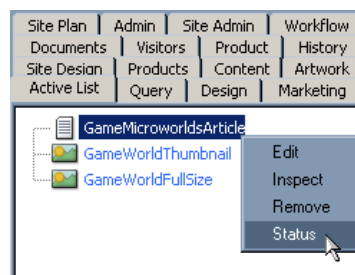 Site Plan Admin Site Admin Workflow
Documents Visitors Product History
Site Design Products Content Artwork
Active List Query Design Marketing
GameMicroworldsArticle
GameWorldThumbnail
GameWorldFullSize
Edit
Inspect
Remove
Status